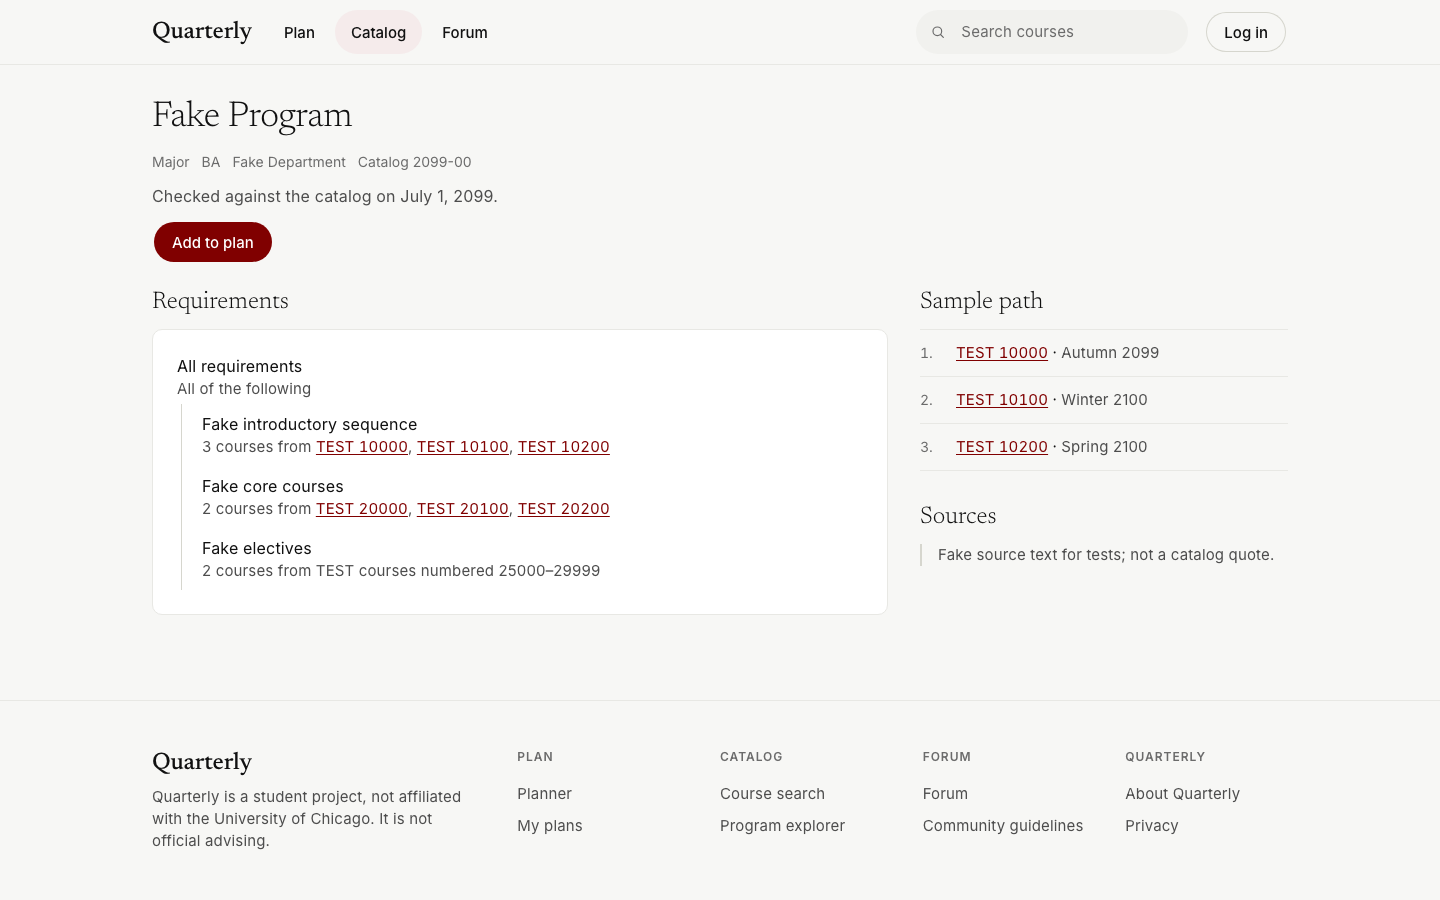 Quarterly
Plan
Catalog
Forum
Search courses
Log in
Fake Program
Major BA Fake Department Catalog 2099-00
Checked against the catalog on July 1, 2099.
Add to plan
Requirements
All requirements
All of the following
Fake introductory sequence
3 courses from TEST 10000, TEST 10100, TEST 10200
Fake core courses
2 courses from TEST 20000, TEST 20100, TEST 20200
Fake electives
2 courses from TEST courses numbered 25000–29999
Sample path
1. TEST 10000 · Autumn 2099
2. TEST 10100 · Winter 2100
3. TEST 10200 · Spring 2100
Sources
Fake source text for tests; not a catalog quote.
Quarterly
Quarterly is a student project, not affiliated
with the University of Chicago. It is not
official advising.
PLAN
Planner
My plans
CATALOG
Course search
Program explorer
FORUM
Forum
Community guidelines
QUARTERLY
About Quarterly
Privacy